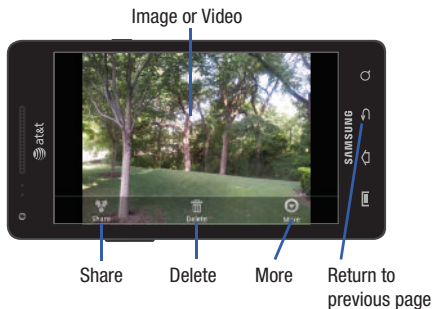 Image or Video
at&t
SAMSUNG
Share
Delete
More
Share
Delete
More
Return to
previous page